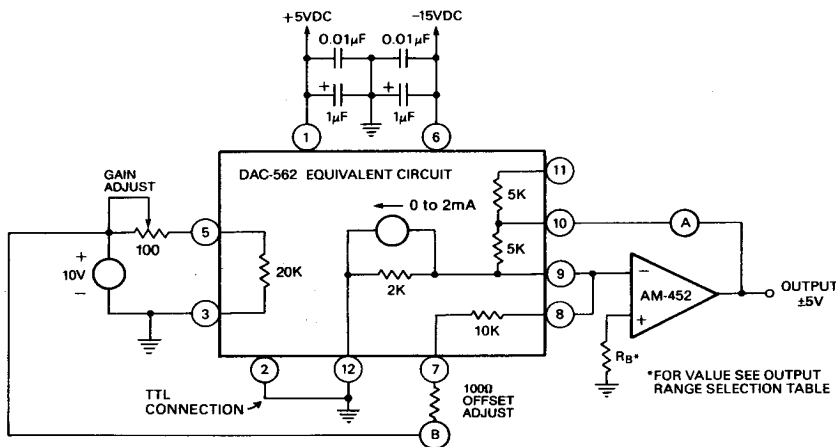 +5VDC
-15VDC
0.01μF
0.01μF
+
+
1μF
1μF
1
6
DAC-562 EQUIVALENT CIRCUIT
11
5K
0 to 2mA
10
A
5K
GAIN
ADJUST
100
5
+
10V
-
20K
2K
9
-
AM-452
+
OUTPUT
±5V
3
10K
8
RB*
*FOR VALUE SEE OUTPUT
RANGE SELECTION TABLE
2
12
7
TTL
CONNECTION
100Ω
OFFSET
ADJUST
B